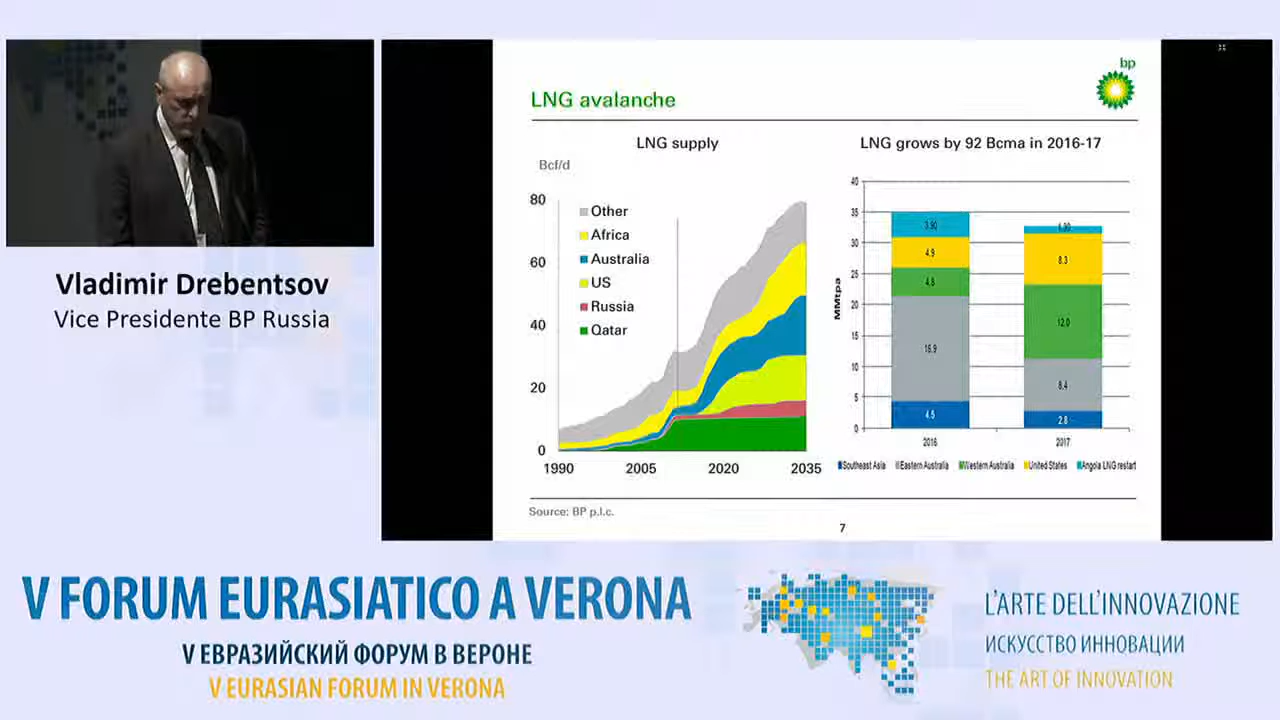 Vladimir Drebentsov
Vice Presidente BP Russia
bp
LNG avalanche
LNG supply
Bcf/d
80
60
40
20
0
1990
2005
2020
2035
Other
Africa
Australia
US
Russia
Qatar
LNG grows by 92 Bcma in 2016-17
MMtpa
40
35
30
25
20
15
10
5
0
3.90
4.9
4.8
16.9
4.5
1.30
8.3
12.0
8.4
2.8
2016
2017
Southeast Asia
Eastern Australia
Western Australia
United States
Angola LNG restart
Source: BP p.l.c.
7
V FORUM EURASIATICO A VERONA
V ЕВРАЗИЙСКИЙ ФОРУМ В ВЕРОНЕ
V EURASIAN FORUM IN VERONA
L'ARTE DELL'INNOVAZIONE
ИСКУССТВО ИННОВАЦИИ
THE ART OF INNOVATION